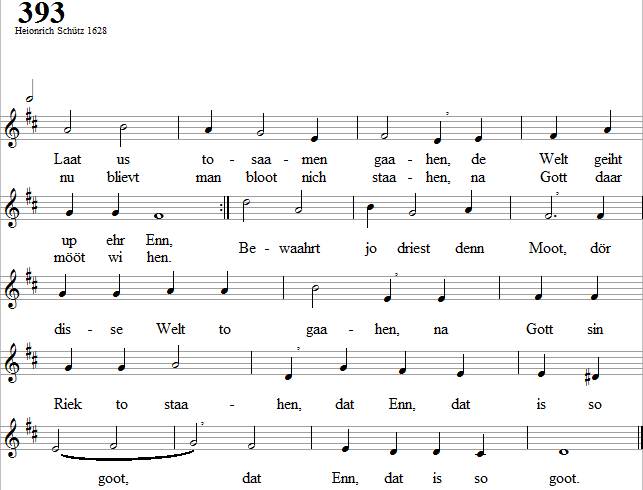 393
Heionrich Schütz 1628
Laat us to - saa - men gaa - hen, de Welt geiht
nu blievt man bloot nich staa - hen, na Gott daar
up ehr Enn, Be - waahrt jo driest denn Moot, dör
mööt wi hen.
dis - se Welt to gaa - hen, na Gott sin
Riek to staa - hen, dat Enn, dat is so
goot, dat Enn, dat is so goot.